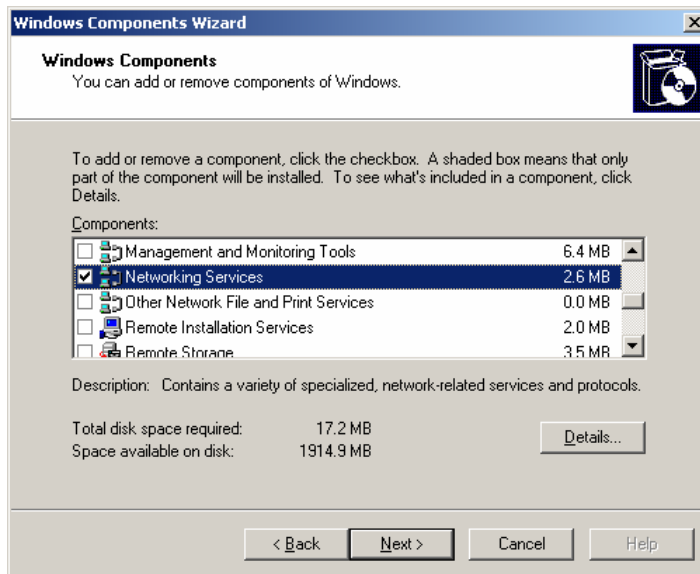 Windows Components Wizard
Windows Components
You can add or remove components of Windows.
To add or remove a component, click the checkbox. A shaded box means that only
part of the component will be installed. To see what's included in a component, click
Details.
Components:
Management and Monitoring Tools 6.4 MB
Networking Services 2.6 MB
Other Network File and Print Services 0.0 MB
Remote Installation Services 2.0 MB
Remote Storage 3.5 MB
Description: Contains a variety of specialized, network-related services and protocols.
Total disk space required: 17.2 MB
Space available on disk: 1914.9 MB
Details...
< Back Next > Cancel Help